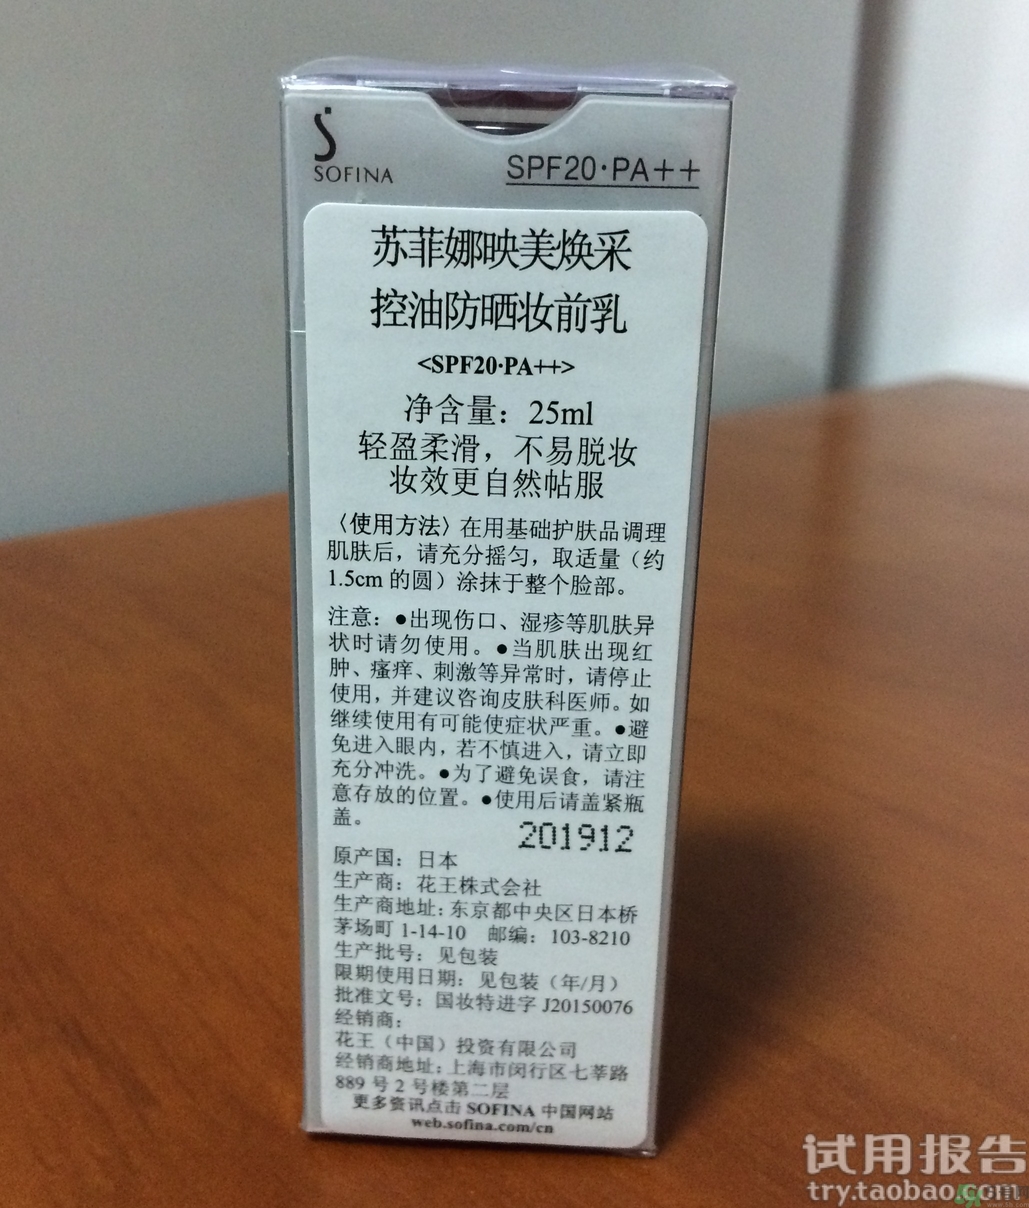 SOFINA
SPF20·PA++
苏菲娜映美焕采
控油防晒妆前乳
<SPF20·PA++>
净含量：25ml
轻盈柔滑，不易脱妆
妆效更自然帖服
〈使用方法〉在用基础护肤品调理
肌肤后，请充分摇匀，取适量（约
1.5cm 的圆）涂抹于整个脸部。
注意：●出现伤口、湿疹等肌肤异
状时请勿使用。●当肌肤出现红
肿、瘙痒、刺激等异常时，请停止
使用，并建议咨询皮肤科医师。如
继续使用有可能使症状严重。●避
免进入眼内，若不慎进入，请立即
充分冲洗。●为了避免误食，请注
意存放的位置。●使用后请盖紧瓶
盖。
201912
原产国：日本
生产商：花王株式会社
生产商地址：东京都中央区日本桥
茅场町 1-14-10 邮编：103-8210
生产批号：见包装
限期使用日期：见包装（年/月）
批准文号：国妆特进字 J20150076
经销商：
花王（中国）投资有限公司
经销商地址：上海市闵行区七莘路
889 号 2 号楼第二层
更多资讯点击 SOFINA 中国网站
web.sofina.com/cn
试用报告
try.taobao.com